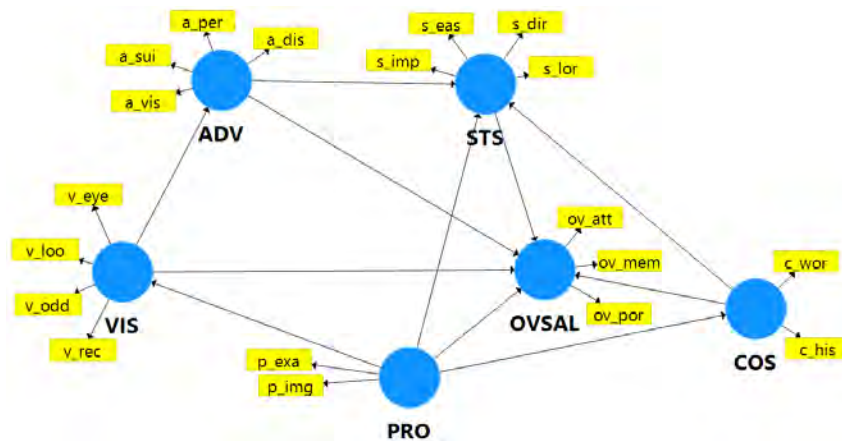 a_per
a_dis
a_sui
a_vis
ADV
s_eas
s_dir
s_imp
s_lor
STS
v_eye
v_loo
v_odd
v_rec
VIS
ov_att
ov_mem
ov_por
OVSAL
c_wor
c_his
COS
p_exa
p_img
PRO